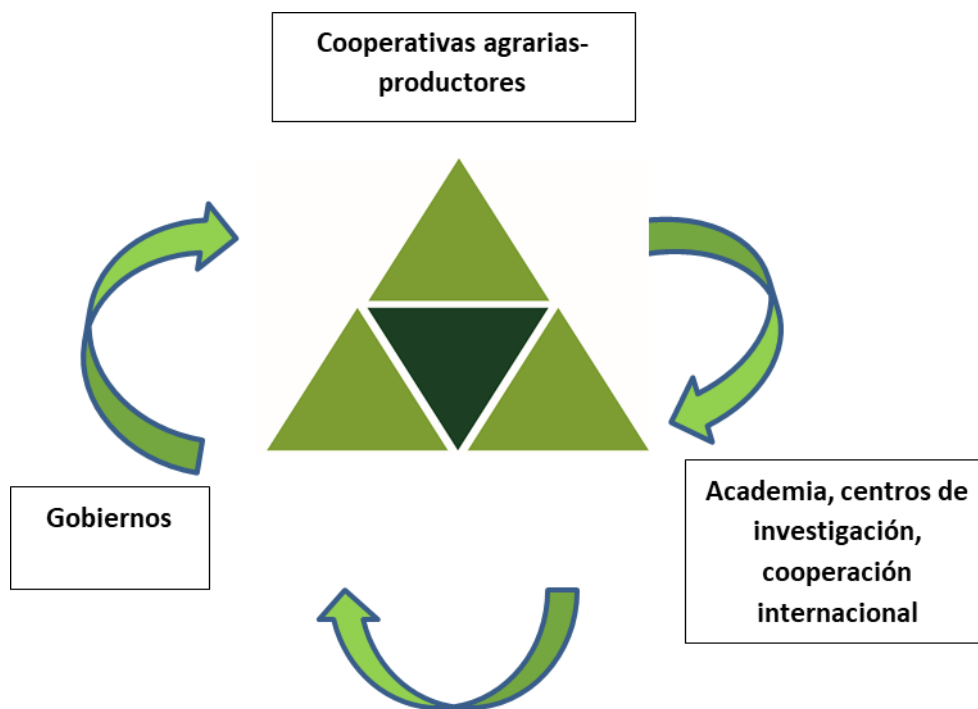 Cooperativas agrarias-
productores
Gobiernos
Academia, centros de
investigación,
cooperación
internacional